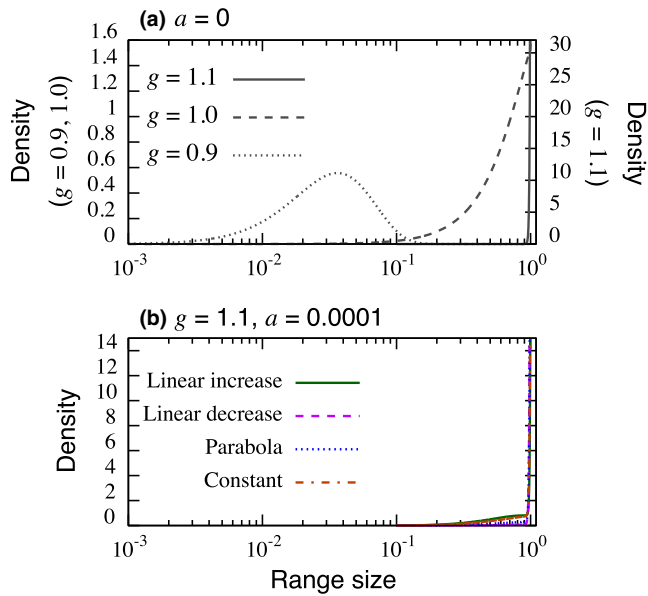 (a) a = 0
Density
(g = 0.9, 1.0)
1.6
1.4
1.2
1
0.8
0.6
0.4
0.2
0
g = 1.1
g = 1.0
g = 0.9
30
25
20
15
10
5
0
Density
(g = 1.1)
10⁻³ 10⁻² 10⁻¹ 10⁰
(b) g = 1.1, a = 0.0001
Density
14
12
10
8
6
4
2
0
Linear increase
Linear decrease
Parabola
Constant
10⁻³ 10⁻² 10⁻¹ 10⁰
Range size